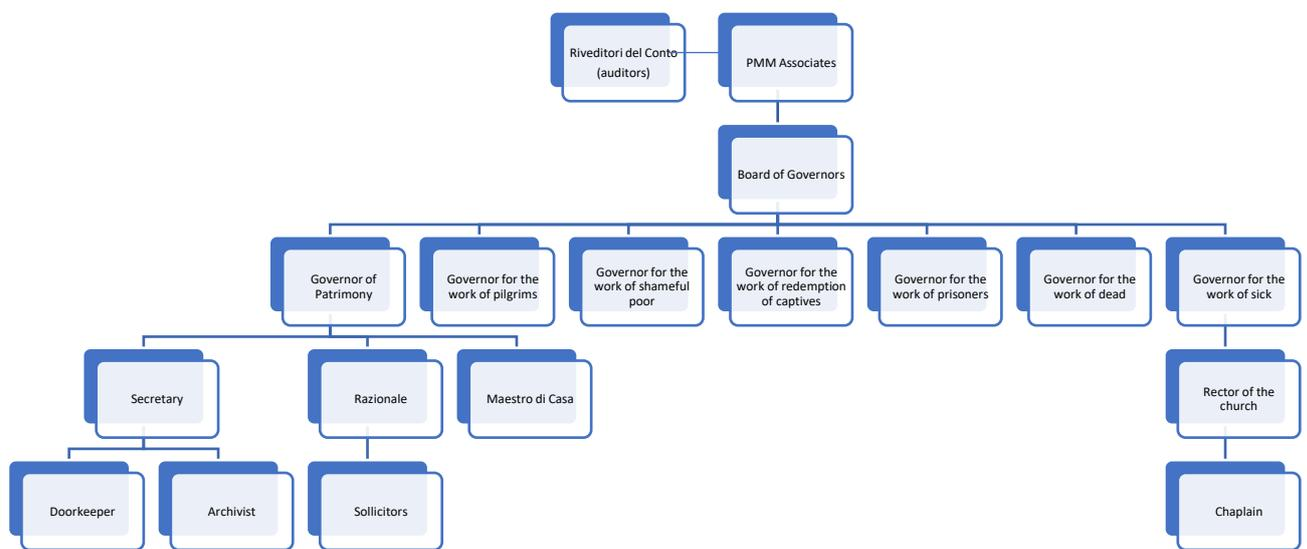 Riveditori del Conto
(auditors)
PMM Associates
Board of Governors
Governor of
Patrimony
Governor for the
work of pilgrims
Governor for the
work of shameful
poor
Governor for the
work of redemption
of captives
Governor for the
work of prisoners
Governor for the
work of dead
Governor for the
work of sick
Secretary
Razionale
Maestro di Casa
Rector of the
church
Doorkeeper
Archivist
Sollicitors
Chaplain